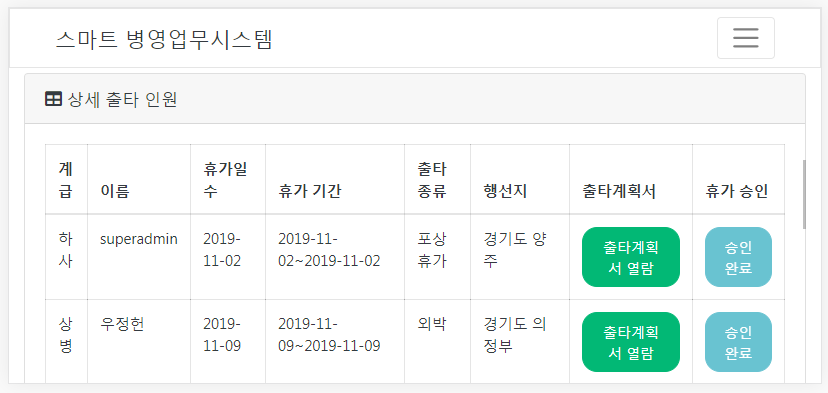 스마트 병영업무시스템
상세 출타 인원
계급 이름 휴가일수 휴가 기간 출타 종류 행선지 출타계획서 휴가 승인
하사 superadmin 2019-11-02 2019-11-02~2019-11-02 포상 휴가 경기도 양주 출타계획서 열람 승인 완료
상병 우정헌 2019-11-09 2019-11-09~2019-11-09 외박 경기도 의정부 출타계획서 열람 승인 완료